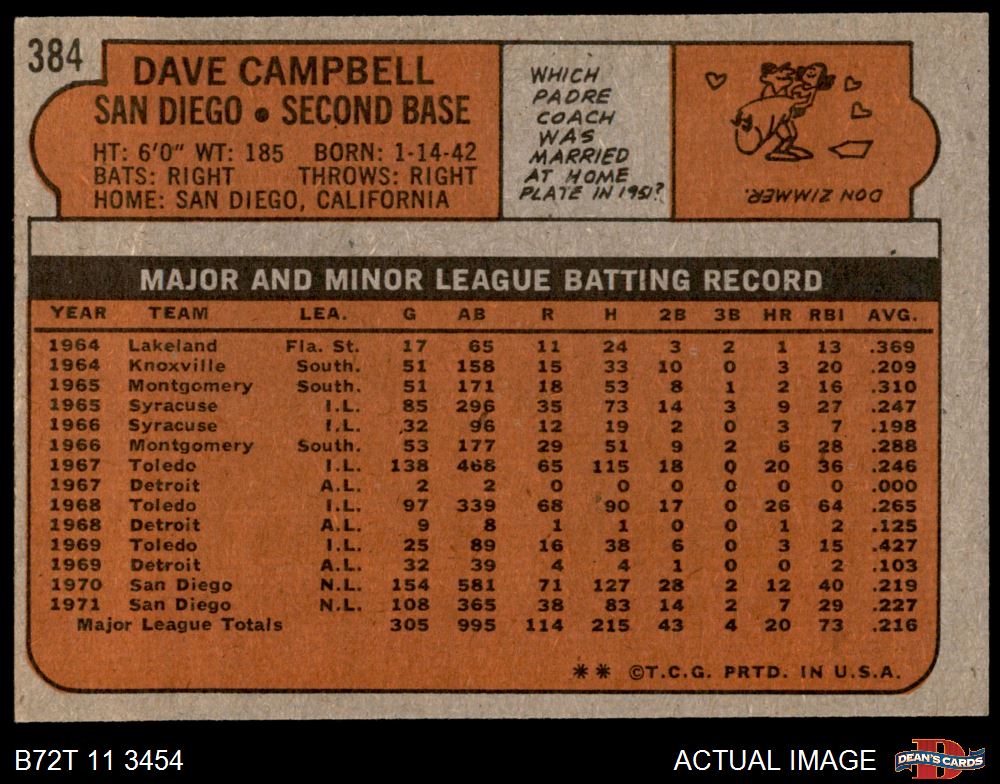 384
DAVE CAMPBELL
SAN DIEGO • SECOND BASE
HT: 6'0" WT: 185 BORN: 1-14-42
BATS: RIGHT THROWS: RIGHT
HOME: SAN DIEGO, CALIFORNIA
WHICH
PADRE
COACH
WAS
MARRIED
AT HOME
PLATE IN 1951?
DON ZIMMER.
MAJOR AND MINOR LEAGUE BATTING RECORD
YEAR TEAM LEA. G AB R H 2B 3B HR RBI AVG.
1964 Lakeland Fla. St. 17 65 11 24 3 2 1 13 .369
1964 Knoxville South. 51 158 15 33 10 0 3 20 .209
1965 Montgomery South. 51 171 18 53 8 1 2 16 .310
1965 Syracuse I.L. 85 296 35 73 14 3 9 27 .247
1966 Syracuse I.L. 32 96 12 19 2 0 3 7 .198
1966 Montgomery South. 53 177 29 51 9 2 6 28 .288
1967 Toledo I.L. 138 468 65 115 18 0 20 36 .246
1967 Detroit A.L. 2 2 0 0 0 0 0 0 .000
1968 Toledo I.L. 97 339 68 90 17 0 26 64 .265
1968 Detroit A.L. 9 8 1 1 0 0 1 2 .125
1969 Toledo I.L. 25 89 16 38 6 0 3 15 .427
1969 Detroit A.L. 32 39 4 4 1 0 0 2 .103
1970 San Diego N.L. 154 581 71 127 28 2 12 40 .219
1971 San Diego N.L. 108 365 38 83 14 2 7 29 .227
Major League Totals 305 995 114 215 43 4 20 73 .216
** ©T.C.G. PRTD. IN U.S.A.
B72T 11 3454
ACTUAL IMAGE
D
DEAN'S CARDS